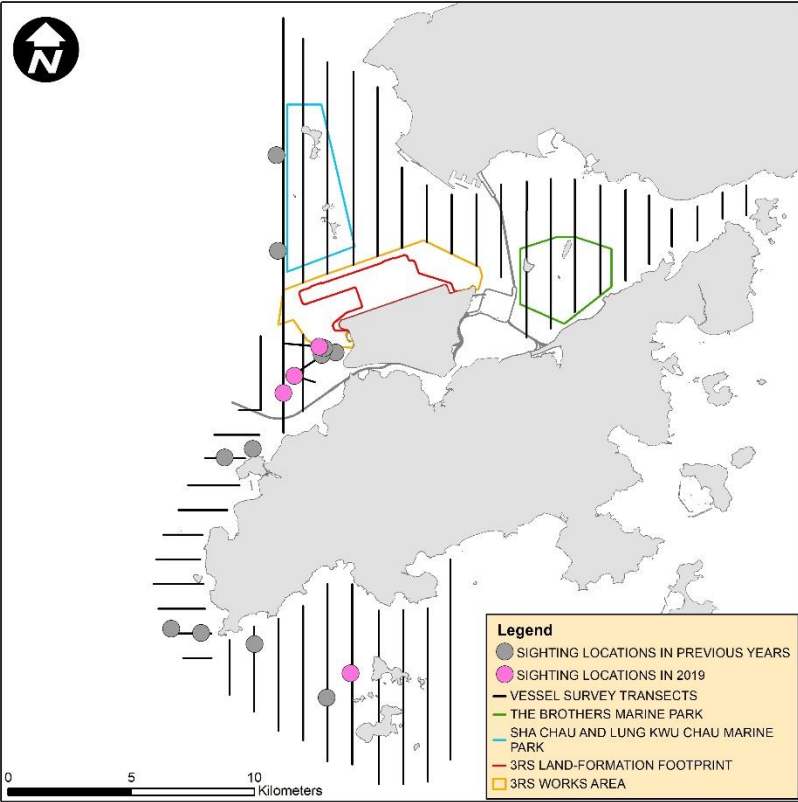 N
Legend
SIGHTING LOCATIONS IN PREVIOUS YEARS
SIGHTING LOCATIONS IN 2019
VESSEL SURVEY TRANSECTS
THE BROTHERS MARINE PARK
SHA CHAU AND LUNG KWU CHAU MARINE
PARK
3RS LAND-FORMATION FOOTPRINT
3RS WORKS AREA
0 5 10
Kilometers